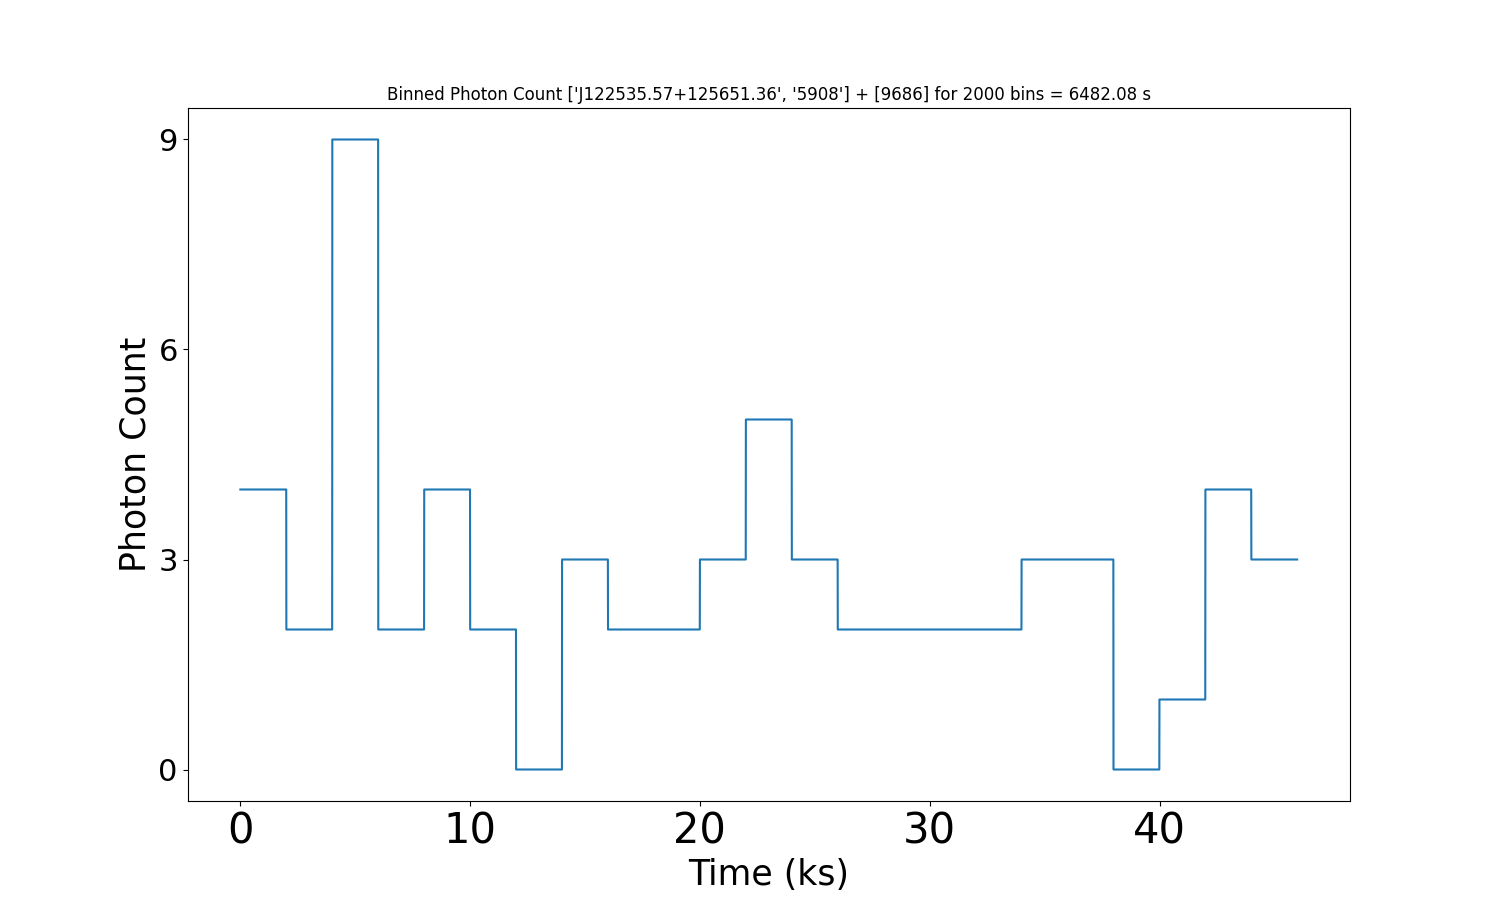 Binned Photon Count ['J122535.57+125651.36', '5908'] + [9686] for 2000 bins = 6482.08 s
9
6
3
0
Photon Count
0 10 20 30 40
Time (ks)